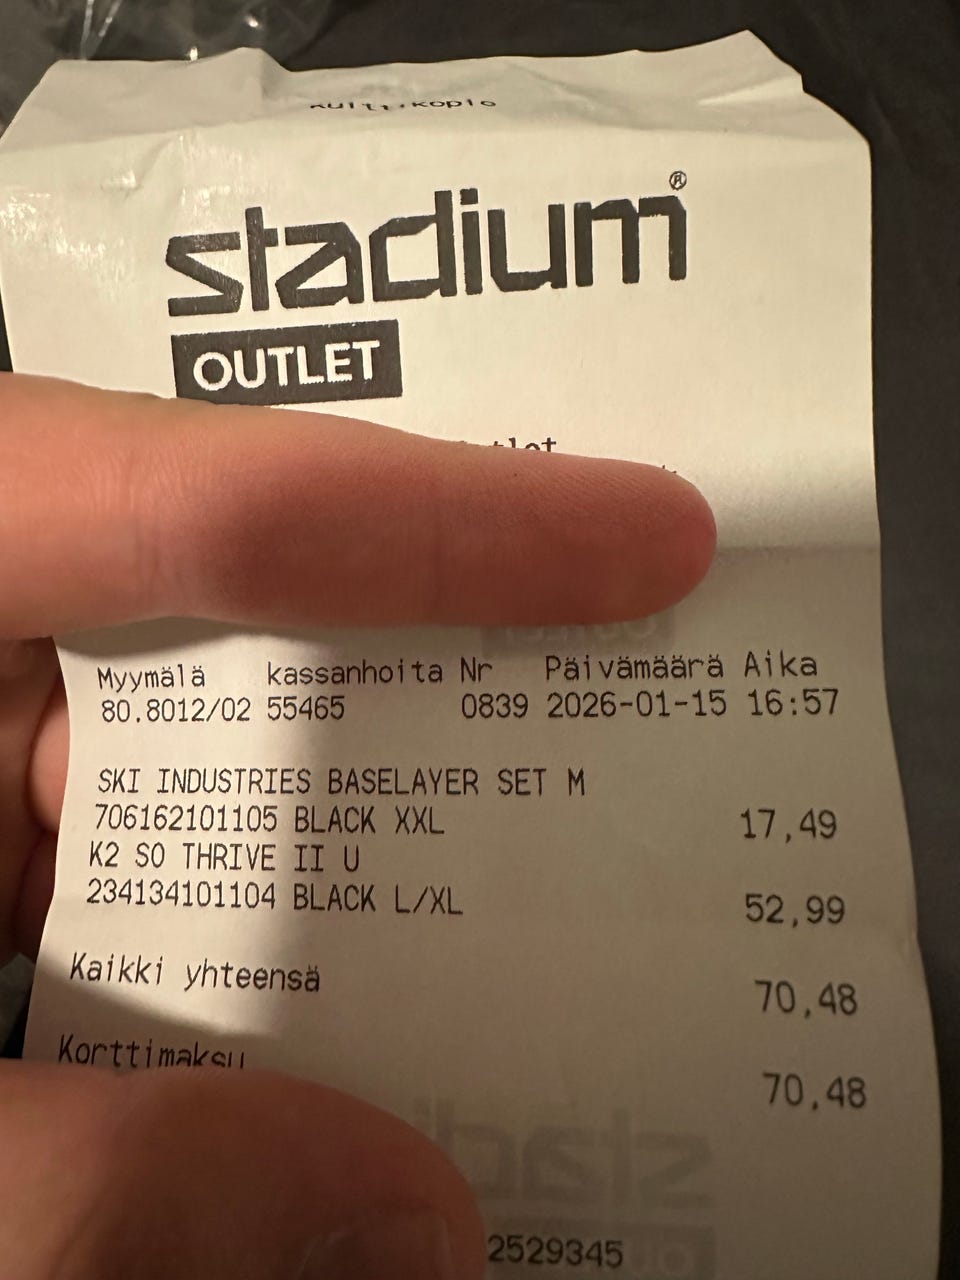 Kuittikopio
stadium®
OUTLET
Myymälä kassanhoita Nr Päivämäärä Aika
80.8012/02 55465 0839 2026-01-15 16:57
SKI INDUSTRIES BASELAYER SET M
706162101105 BLACK XXL 17,49
K2 SO THRIVE II U
234134101104 BLACK L/XL 52,99
Kaikki yhteensä 70,48
Korttimaksu 70,48
2529345